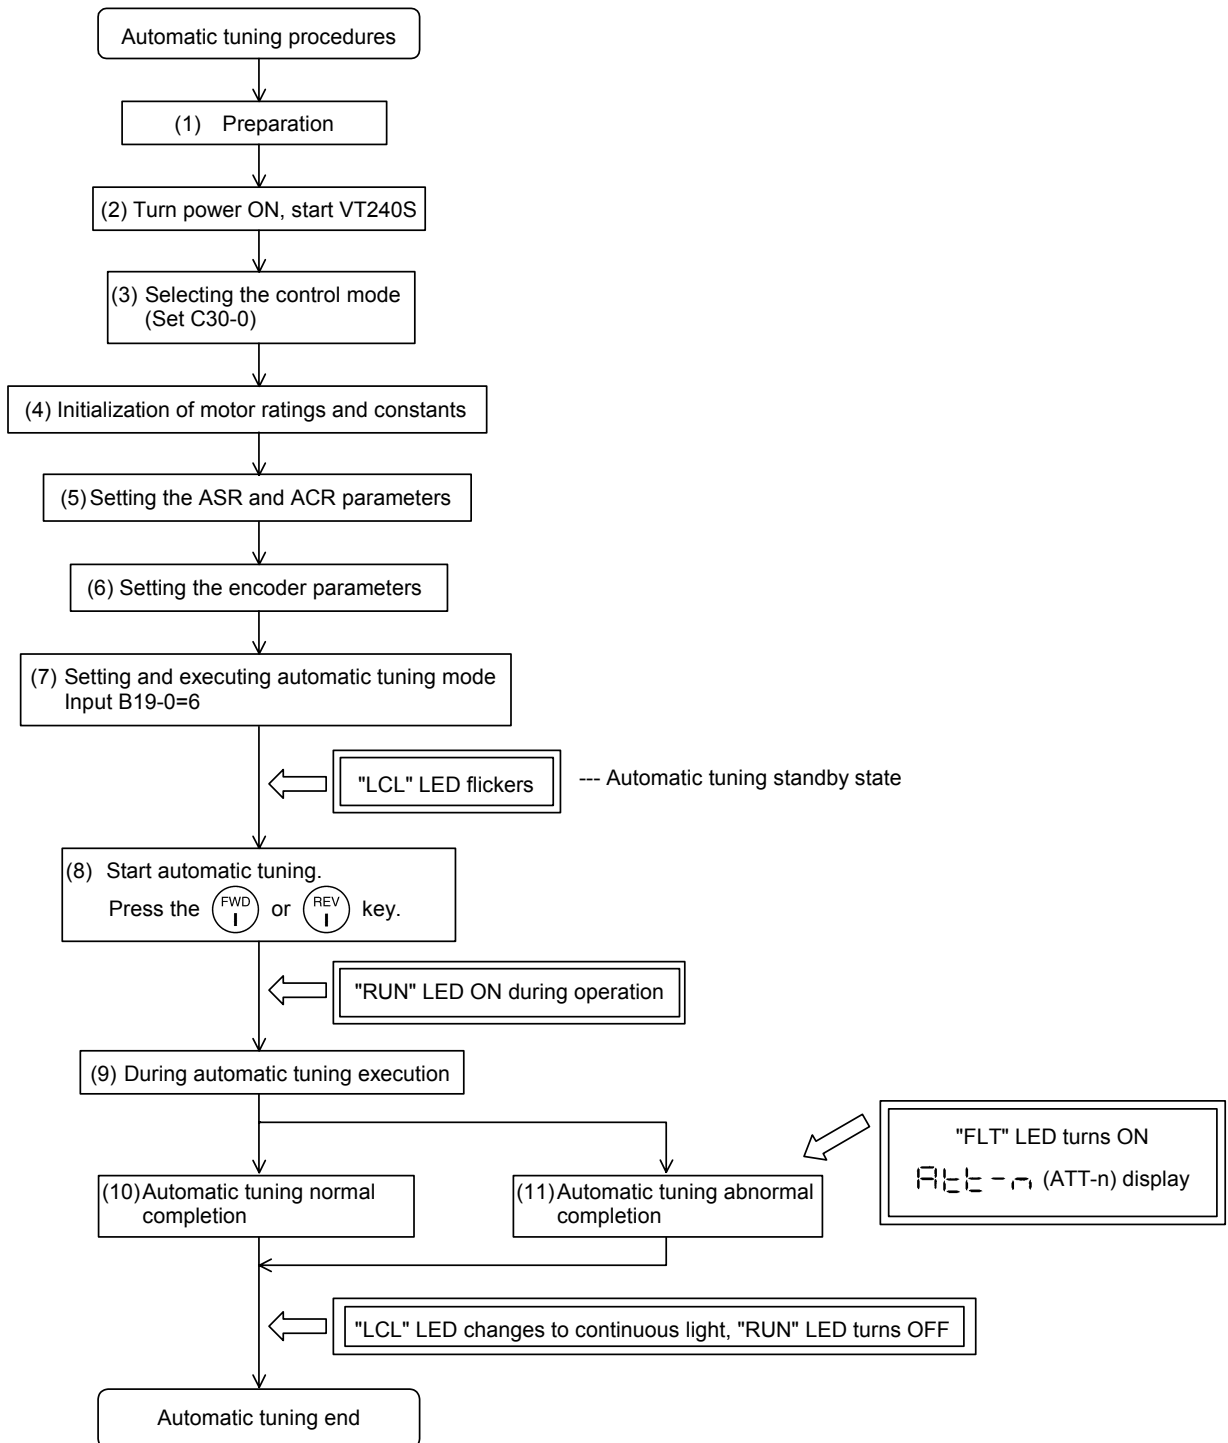 Automatic tuning procedures
(1) Preparation
(2) Turn power ON, start VT240S
(3) Selecting the control mode
(Set C30-0)
(4) Initialization of motor ratings and constants
(5) Setting the ASR and ACR parameters
(6) Setting the encoder parameters
(7) Setting and executing automatic tuning mode
Input B19-0=6
"LCL" LED flickers --- Automatic tuning standby state
(8) Start automatic tuning.
Press the FWD I or REV I key.
"RUN" LED ON during operation
(9) During automatic tuning execution
"FLT" LED turns ON
Att-n (ATT-n) display
(10) Automatic tuning normal
completion
(11) Automatic tuning abnormal
completion
"LCL" LED changes to continuous light, "RUN" LED turns OFF
Automatic tuning end